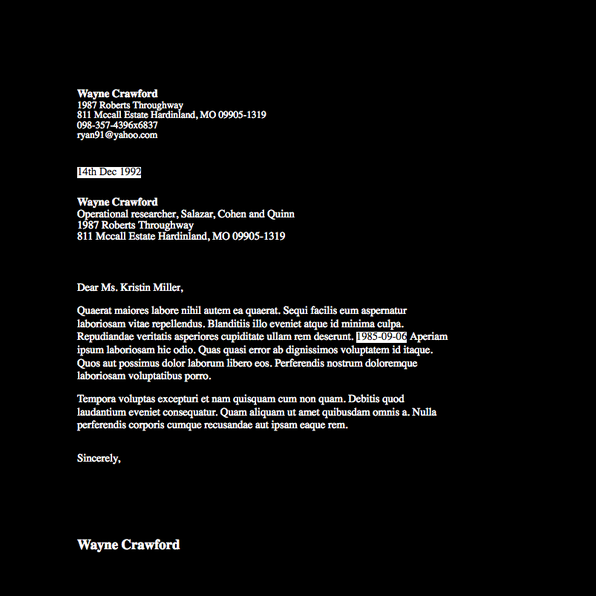 Wayne Crawford
1987 Roberts Throughway
811 Mccall Estate Hardinland, MO 09905-1319
098-357-4396x6837
ryan91@yahoo.com
14th Dec 1992
Wayne Crawford
Operational researcher, Salazar, Cohen and Quinn
1987 Roberts Throughway
811 Mccall Estate Hardinland, MO 09905-1319
Dear Ms. Kristin Miller,
Quaerat maiores labore nihil autem ea quaerat. Sequi facilis eum aspernatur
laboriosam vitae repellendus. Blanditiis illo eveniet atque id minima culpa.
Repudiandae veritatis asperiores cupiditate ullam rem deserunt. 1985-09-06 Aperiam
ipsum laboriosam hic odio. Quas quasi error ab dignissimos voluptatem id itaque.
Quos aut possimus dolor laborum libero eos. Perferendis nostrum doloremque
laboriosam voluptatibus porro.
Tempora voluptas excepturi et nam quisquam cum non quam. Debitis quod
laudantium eveniet consequatur. Quam aliquam ut amet quibusdam omnis a. Nulla
perferendis corporis cumque recusandae aut ipsam eaque rem.
Sincerely,
Wayne Crawford